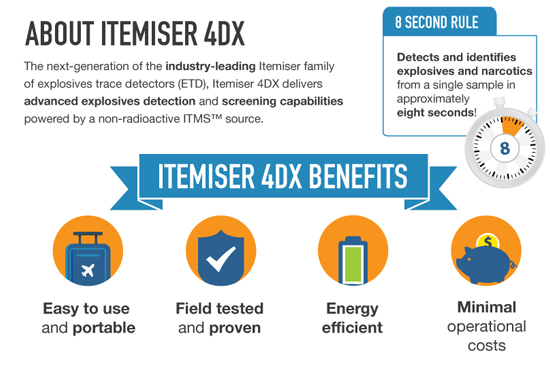 ABOUT ITEMISER 4DX
The next-generation of the industry-leading Itemiser family
of explosives trace detectors (ETD), Itemiser 4DX delivers
advanced explosives detection and screening capabilities
powered by a non-radioactive ITMS™ source.
8 SECOND RULE
Detects and identifies
explosives and narcotics
from a single sample in
approximately
eight seconds!
8
ITEMISER 4DX BENEFITS
Easy to use
and portable
Field tested
and proven
Energy
efficient
$
Minimal
operational
costs